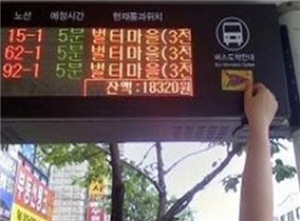 노선 예정시간 현재통과위치
15-1 5분 벌터마을(3전
62-1 5분 벌터마을(3전
92-1 5분 벌터마을(3전
잔액:18320원
버스도착안내